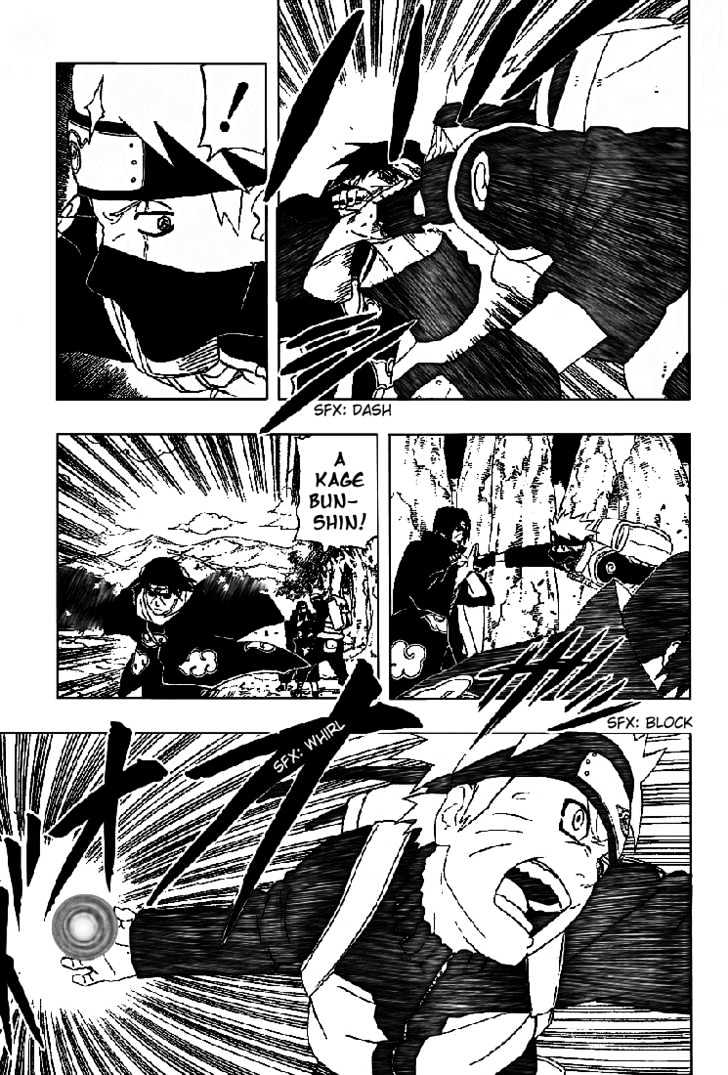 SFX: DASH
!
SFX: BLOCK
A
KAGE
BUN-
SHIN!
SFX: WHIRL